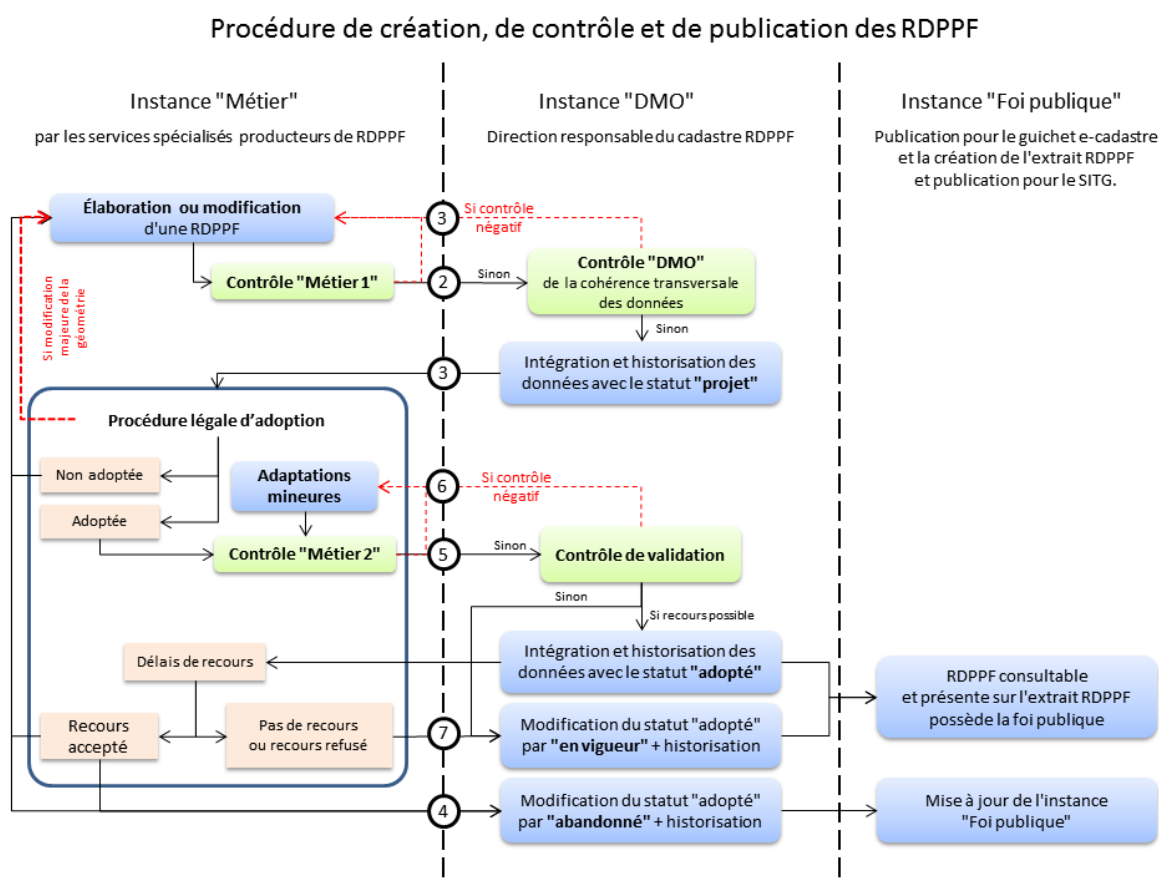 Procédure de création, de contrôle et de publication des RDPPF
Instance "Métier"
par les services spécialisés producteurs de RDPPF
Instance "DMO"
Direction responsable du cadastre RDPPF
Instance "Foi publique"
Publication pour le guichet e-cadastre
et la création de l'extrait RDPPF
et publication pour le SITG.
Élaboration ou modification
d'une RDPPF
3
Si contrôle
négatif
Contrôle "Métier 1"
2
Sinon
Contrôle "DMO"
de la cohérence transversale
des données
Si modification
majeure de la
géométrie
Sinon
3
Intégration et historisation des
données avec le statut "projet"
Procédure légale d'adoption
Non adoptée
Adoptée
Adaptations
mineures
6
Si contrôle
négatif
Contrôle "Métier 2"
5
Sinon
Contrôle de validation
Sinon
Si recours possible
Délais de recours
Intégration et historisation des
données avec le statut "adopté"
RDPPF consultable
et présente sur l'extrait RDPPF
possède la foi publique
Recours
accepté
Pas de recours
ou recours refusé
7
Modification du statut "adopté"
par "en vigueur" + historisation
4
Modification du statut "adopté"
par "abandonné" + historisation
Mise à jour de l'instance
"Foi publique"